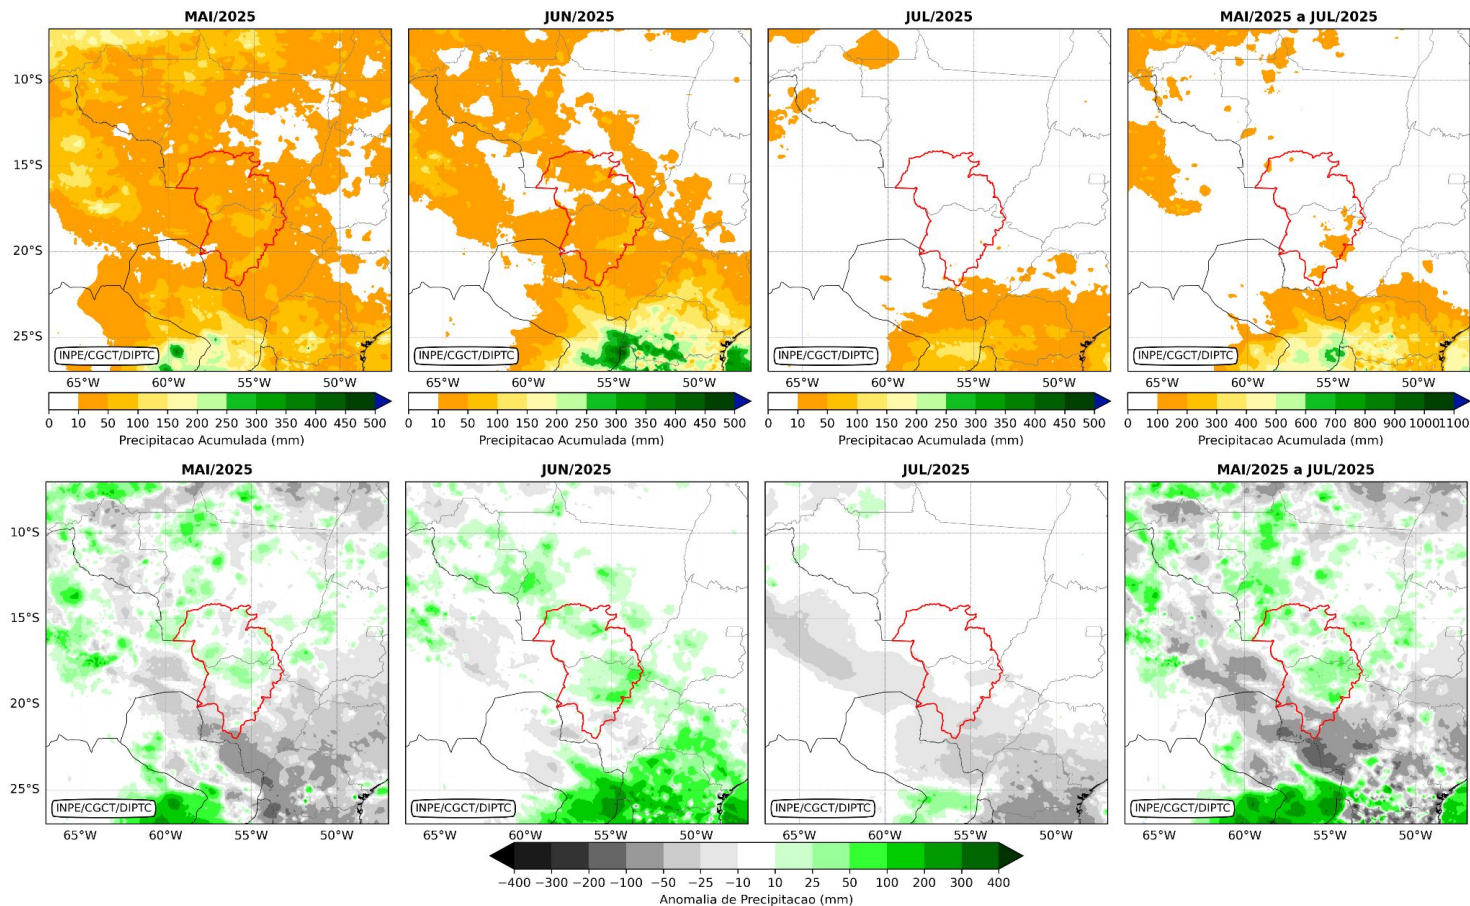 MAI/2025 JUN/2025 JUL/2025 MAI/2025 a JUL/2025
10°S
15°S
20°S
25°S
INPE/CGCT/DIPTC INPE/CGCT/DIPTC INPE/CGCT/DIPTC INPE/CGCT/DIPTC
65°W 60°W 55°W 50°W 65°W 60°W 55°W 50°W 65°W 60°W 55°W 50°W 65°W 60°W 55°W 50°W
0 10 50 100 150 200 250 300 350 400 450 500 0 10 50 100 150 200 250 300 350 400 450 500 0 10 50 100 150 200 250 300 350 400 450 500 0 100 200 300 400 500 600 700 800 900 1000 1100
Precipitacao Acumulada (mm) Precipitacao Acumulada (mm) Precipitacao Acumulada (mm) Precipitacao Acumulada (mm)
MAI/2025 JUN/2025 JUL/2025 MAI/2025 a JUL/2025
10°S
15°S
20°S
25°S
INPE/CGCT/DIPTC INPE/CGCT/DIPTC INPE/CGCT/DIPTC INPE/CGCT/DIPTC
65°W 60°W 55°W 50°W 65°W 60°W 55°W 50°W 65°W 60°W 55°W 50°W 65°W 60°W 55°W 50°W
−400 −300 −200 −100 −50 −25 −10 10 25 50 100 200 300 400
Anomalia de Precipitacao (mm)